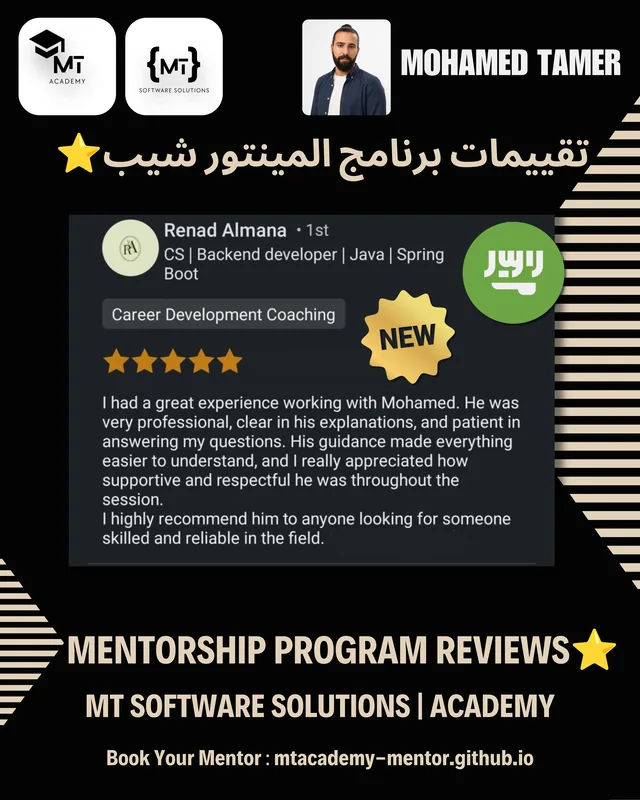 MT
ACADEMY
{MT}
SOFTWARE SOLUTIONS
MOHAMED TAMER
تقييمات برنامج المينتور شيب⭐
RA
Renad Almana • 1st
CS | Backend developer | Java | Spring
Boot
Career Development Coaching
NEW
I had a great experience working with Mohamed. He was
very professional, clear in his explanations, and patient in
answering my questions. His guidance made everything
easier to understand, and I really appreciated how
supportive and respectful he was throughout the
session.
I highly recommend him to anyone looking for someone
skilled and reliable in the field.
MENTORSHIP PROGRAM REVIEWS⭐
MT SOFTWARE SOLUTIONS | ACADEMY
Book Your Mentor : mtacademy-mentor.github.io